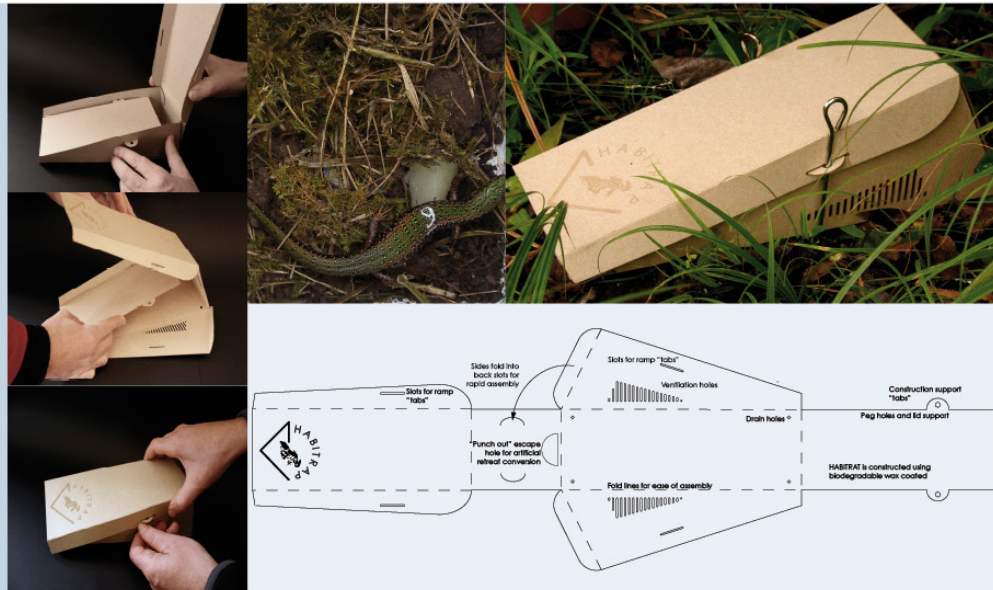 HABITRAP
HABITRAP
Sides fold into
back slots for
rapid assembly
Slots for ramp
"tabs"
"Punch out" escape
hole for artificial
retreat conversion
HABITRAP
Slots for ramp "tabs"
Ventilation holes
Drain holes
Fold lines for ease of assembly
Construction support
"tabs"
Peg holes and lid support
HABITRAT is constructed using
biodegradable wax coated